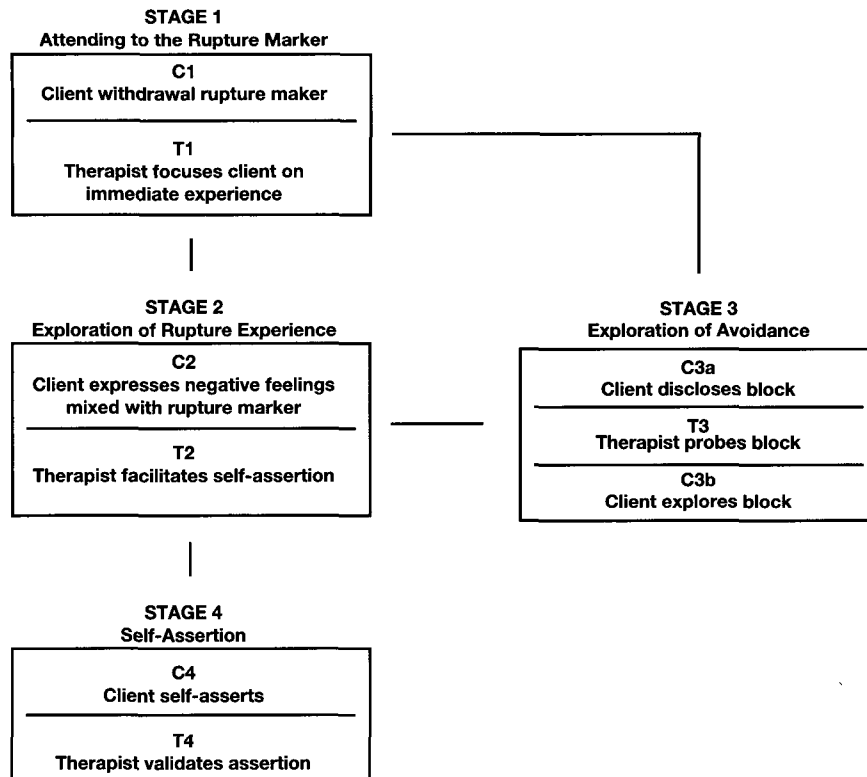 STAGE 1
Attending to the Rupture Marker
C1
Client withdrawal rupture maker
T1
Therapist focuses client on
immediate experience
STAGE 2
Exploration of Rupture Experience
C2
Client expresses negative feelings
mixed with rupture marker
T2
Therapist facilitates self-assertion
STAGE 3
Exploration of Avoidance
C3a
Client discloses block
T3
Therapist probes block
C3b
Client explores block
STAGE 4
Self-Assertion
C4
Client self-asserts
T4
Therapist validates assertion